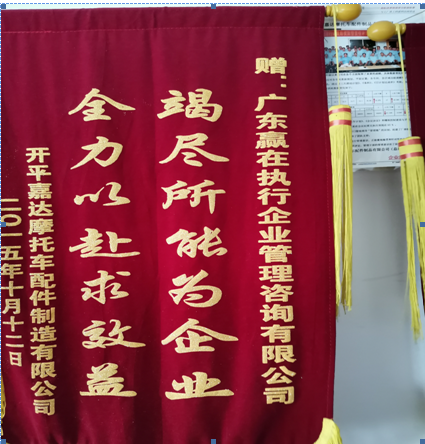 赠：广东赢在执行企业管理咨询有限公司
竭尽所能为企业
全力以赴求效益
开平嘉达摩托车配件制造有限公司
二〇一五年十月十二日